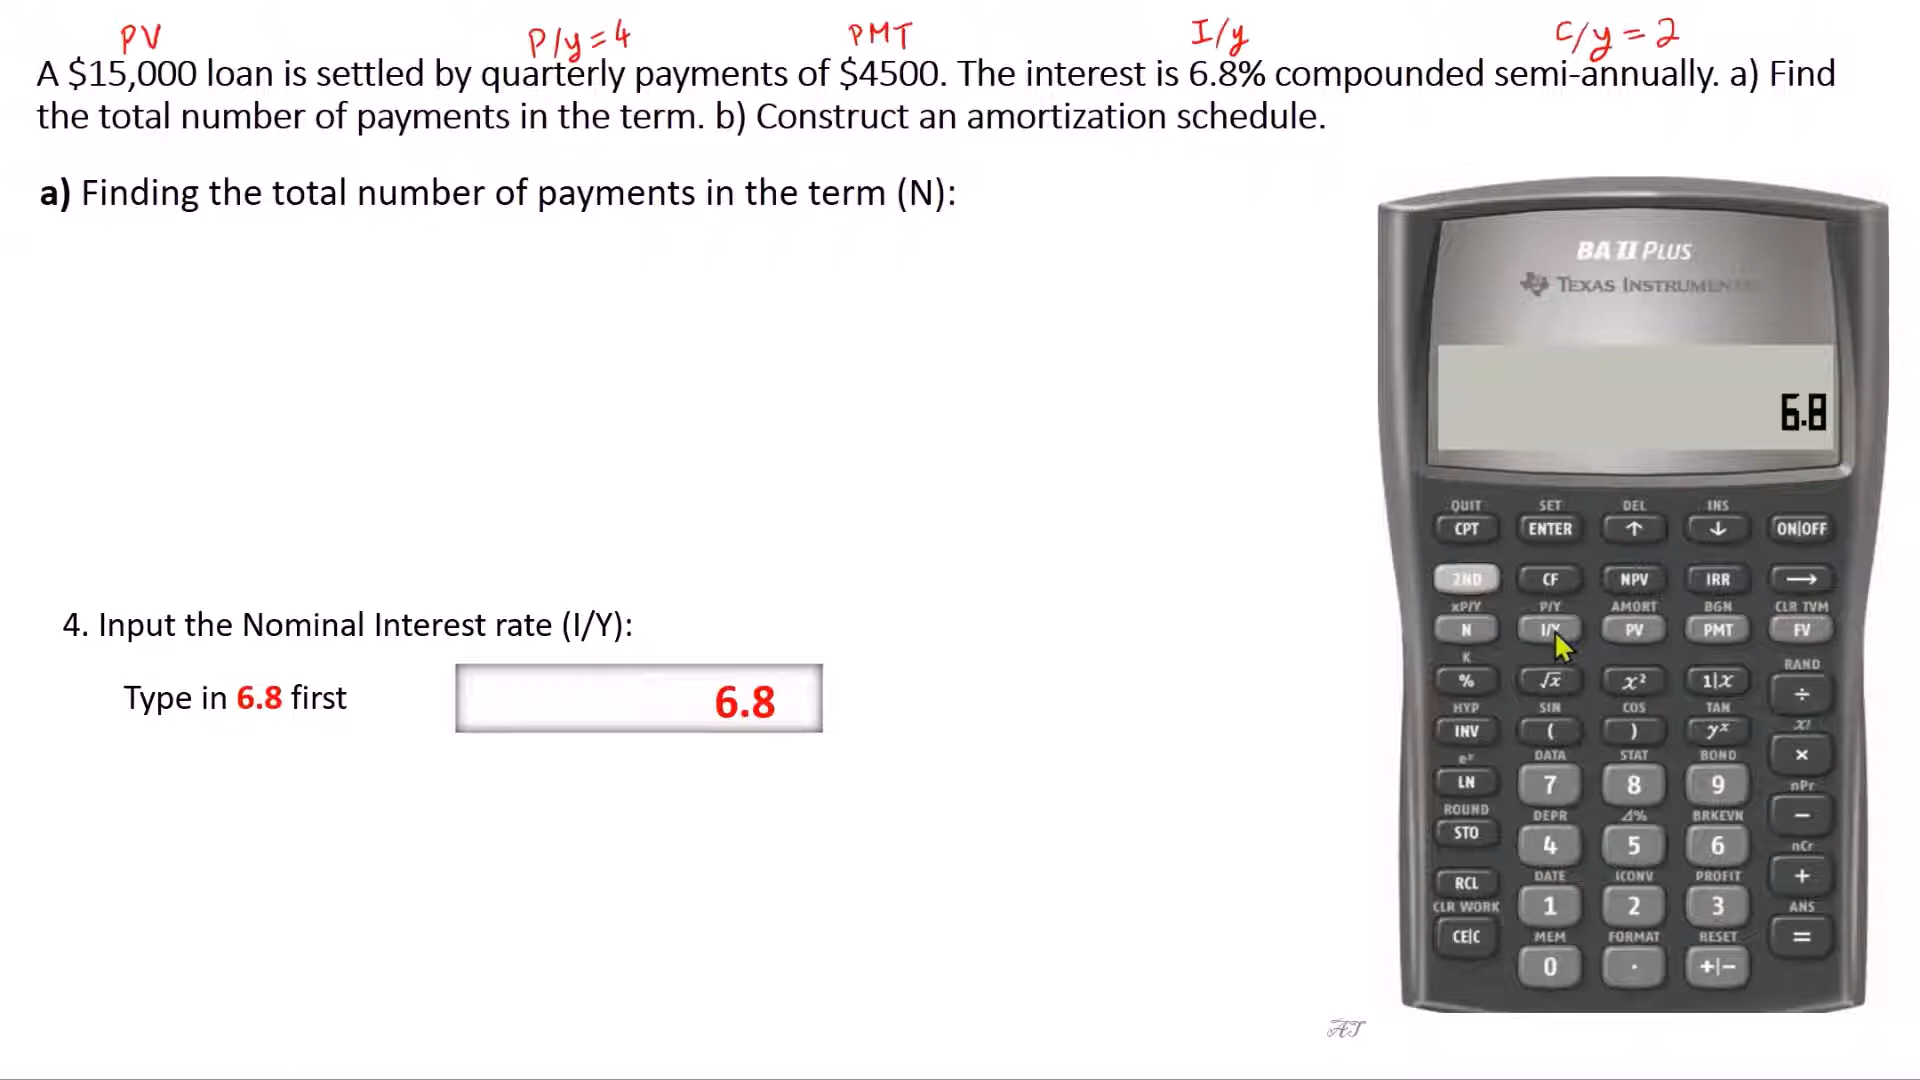 PV P/y=4 PMT I/y C/y=2
A $15,000 loan is settled by quarterly payments of $4500. The interest is 6.8% compounded semi-annually. a) Find
the total number of payments in the term. b) Construct an amortization schedule.
a) Finding the total number of payments in the term (N):
BA II PLUS
TEXAS INSTRUMEN
6.8
QUIT SET DEL INS
CPT ENTER ↑ ↓ ON|OFF
2ND CF NPV IRR →
xP/Y P/Y AMORT BGN CLR TVM
N I/Y PV PMT FV
4. Input the Nominal Interest rate (I/Y):
K RAND
% √x x² 1|x ÷
Type in 6.8 first 6.8
HYP SIN COS TAN x!
INV ( ) yˣ ×
eˣ DATA STAT BOND nPr
LN 7 8 9 −
ROUND DEPR Δ% BRKEVN nCr
STO 4 5 6 +
DATE ICONV PROFIT ANS
RCL 1 2 3 =
CLR WORK MEM FORMAT RESET
CE|C 0 . +|−
AJ